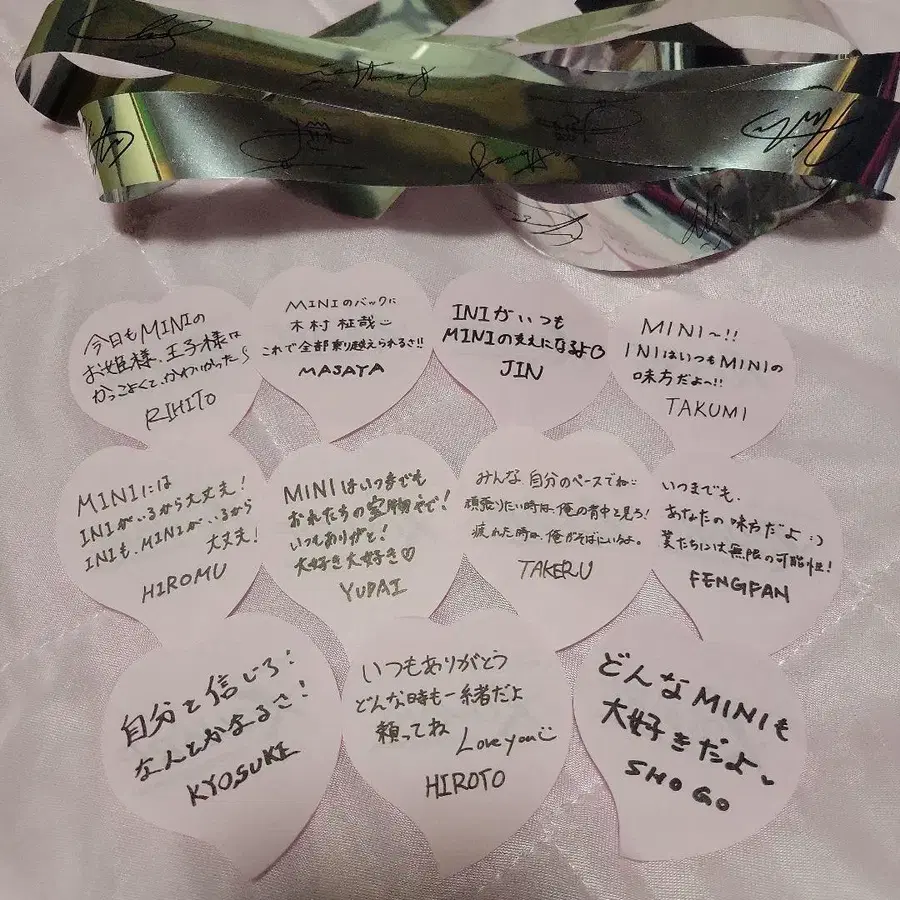 今日もMINIの
お姫様、王子様は
かっこよくて、かわいかった〜
RIHITO
MINIのバックに
木村柾哉
これで全部乗り越えられるさ!!
MASAYA
INIがいつも
MINIの支えになるよ♡
JIN
MINI〜!!
INIはいつもMINIの
味方だよ〜!!
TAKUMI
MINIには
INIがいるから大丈夫!
INIも、MINIがいるから
大丈夫!
HIROMU
MINIはいつまでも
おれたちの宝物やで!
いつもありがと!
大好き大好き♡
YUDAI
みんな自分のペースでね
頑張りたい時は、俺の背中を見ろ!
疲れた時は、俺がそばにいるよ。
TAKERU
いつまでも、
あなたの味方だよ :)
僕たちには無限の可能性!
FENGFAN
自分を信じろ!
なんとかなるさ!
KYOSUKE
いつもありがとう
どんな時も一緒だよ
頼ってね Love you
HIROTO
どんなMINIも
大好きだよ♥
SHOGO